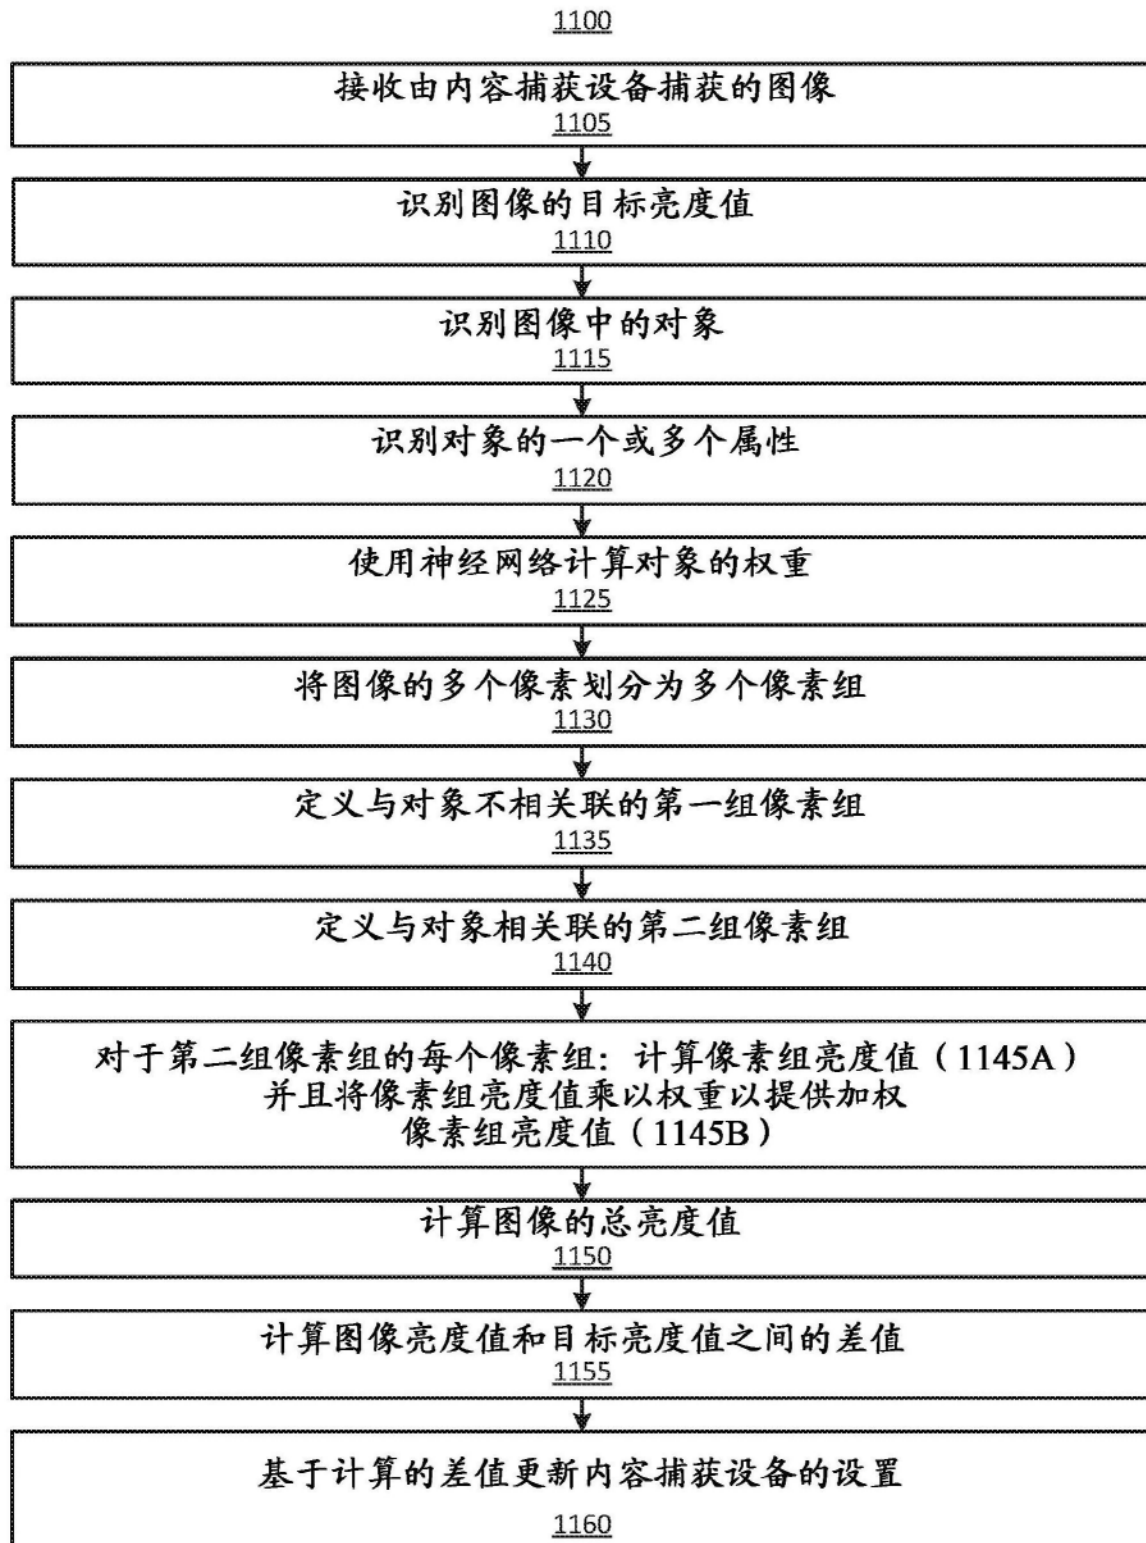 1100
接收由内容捕获设备捕获的图像
1105
识别图像的目标亮度值
1110
识别图像中的对象
1115
识别对象的一个或多个属性
1120
使用神经网络计算对象的权重
1125
将图像的多个像素划分为多个像素组
1130
定义与对象不相关联的第一组像素组
1135
定义与对象相关联的第二组像素组
1140
对于第二组像素组的每个像素组：计算像素组亮度值（1145A）
并且将像素组亮度值乘以权重以提供加权
像素组亮度值（1145B）
计算图像的总亮度值
1150
计算图像亮度值和目标亮度值之间的差值
1155
基于计算的差值更新内容捕获设备的设置
1160